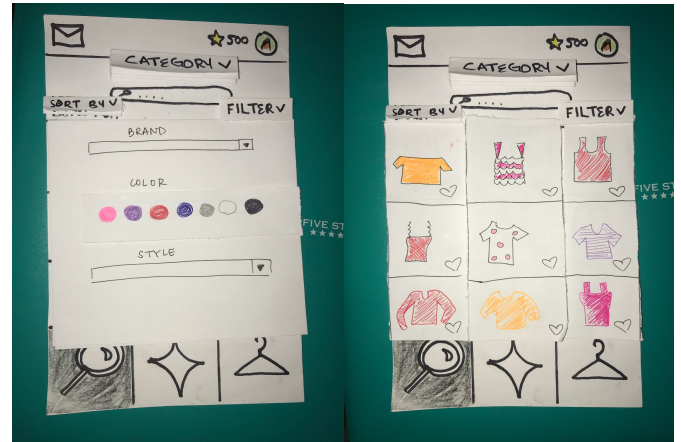 500
CATEGORY
SORT BY
FILTER
BRAND
COLOR
STYLE
FIVE ST
500
CATEGORY
SORT BY
FILTER
FIVE ST